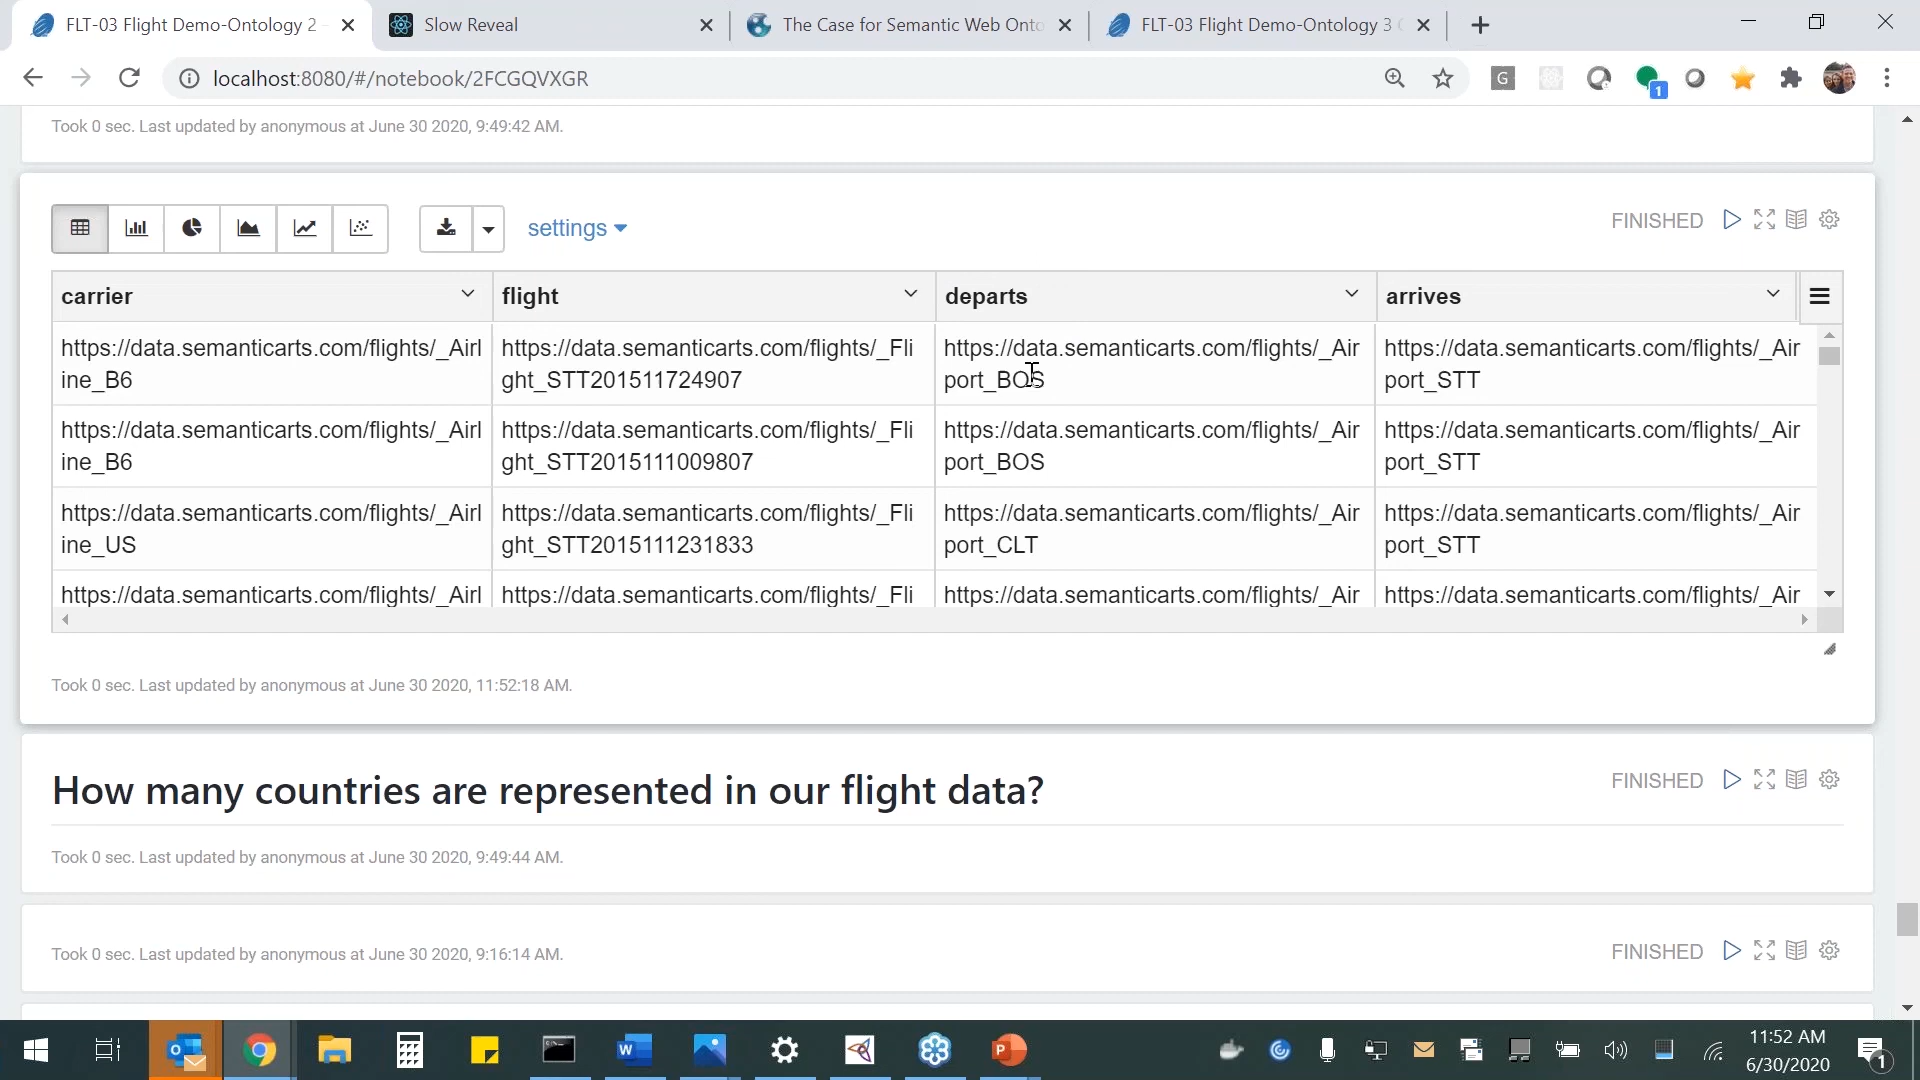 FLT-03 Flight Demo-Ontology 2
Slow Reveal
The Case for Semantic Web Onto
FLT-03 Flight Demo-Ontology 3
localhost:8080/#/notebook/2FCGQVXGR
G
1
Took 0 sec. Last updated by anonymous at June 30 2020, 9:49:42 AM.
settings
FINISHED
carrier
flight
departs
arrives
https://data.semanticarts.com/flights/_Airl
ine_B6
https://data.semanticarts.com/flights/_Fli
ght_STT201511724907
https://data.semanticarts.com/flights/_Air
port_BOS
https://data.semanticarts.com/flights/_Air
port_STT
https://data.semanticarts.com/flights/_Airl
ine_B6
https://data.semanticarts.com/flights/_Fli
ght_STT2015111009807
https://data.semanticarts.com/flights/_Air
port_BOS
https://data.semanticarts.com/flights/_Air
port_STT
https://data.semanticarts.com/flights/_Airl
ine_US
https://data.semanticarts.com/flights/_Fli
ght_STT2015111231833
https://data.semanticarts.com/flights/_Air
port_CLT
https://data.semanticarts.com/flights/_Air
port_STT
https://data.semanticarts.com/flights/_Airl
https://data.semanticarts.com/flights/_Fli
https://data.semanticarts.com/flights/_Air
https://data.semanticarts.com/flights/_Air
Took 0 sec. Last updated by anonymous at June 30 2020, 11:52:18 AM.
How many countries are represented in our flight data?
FINISHED
Took 0 sec. Last updated by anonymous at June 30 2020, 9:49:44 AM.
FINISHED
Took 0 sec. Last updated by anonymous at June 30 2020, 9:16:14 AM.
11:52 AM
6/30/2020
1